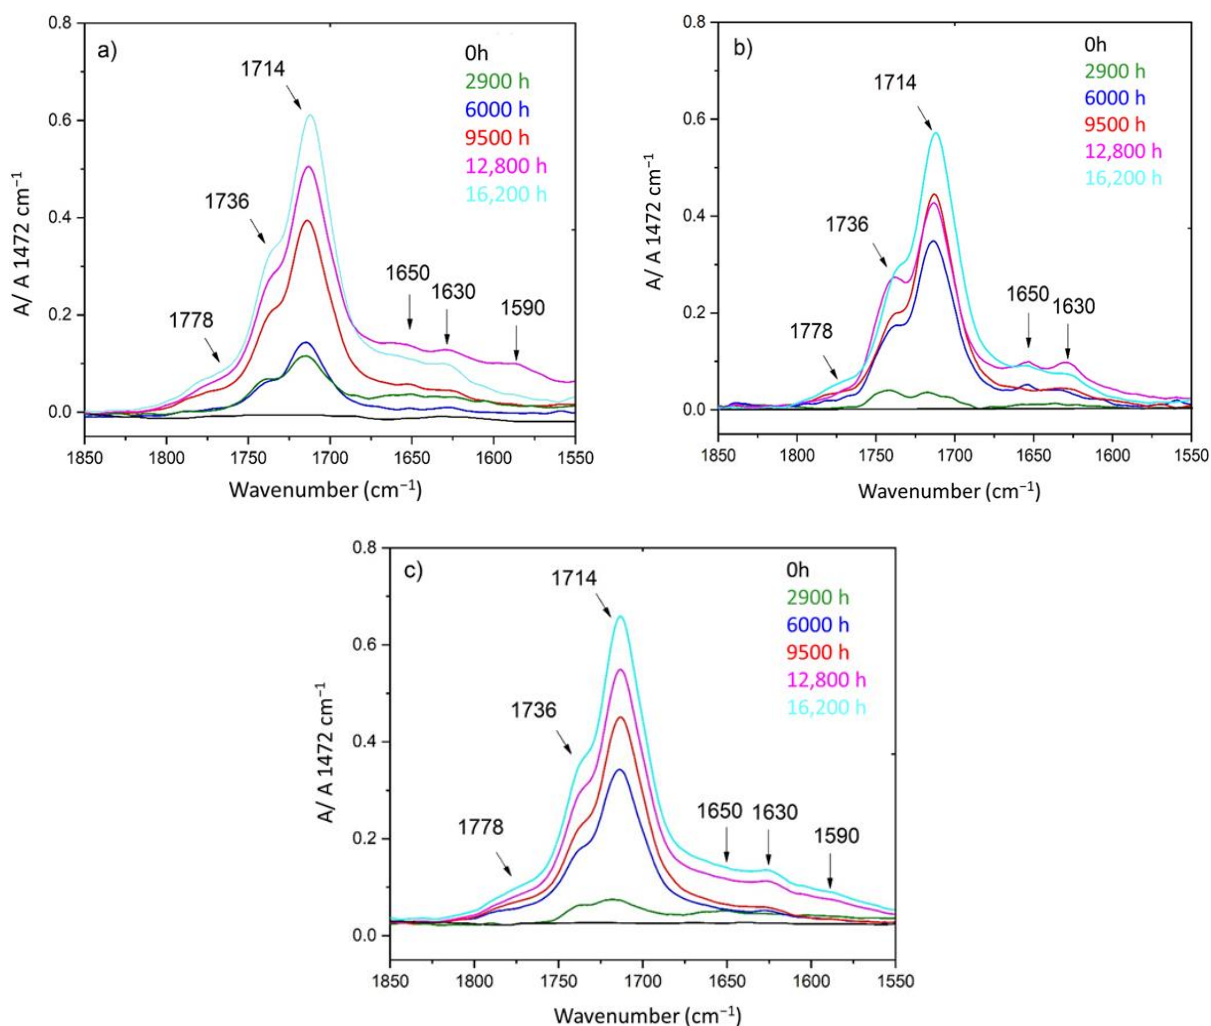 a)
0h
2900 h
6000 h
9500 h
12,800 h
16,200 h
1714
1736
1778
1650
1630
1590
0.8
0.6
0.4
0.2
0.0
A/ A 1472 cm⁻¹
1850 1800 1750 1700 1650 1600 1550
Wavenumber (cm⁻¹)
b)
0h
2900 h
6000 h
9500 h
12,800 h
16,200 h
1714
1736
1778
1650
1630
0.8
0.6
0.4
0.2
0.0
A/ A 1472 cm⁻¹
1850 1800 1750 1700 1650 1600 1550
Wavenumber (cm⁻¹)
c)
0h
2900 h
6000 h
9500 h
12,800 h
16,200 h
1714
1736
1778
1650
1630
1590
0.8
0.6
0.4
0.2
0.0
A/ A 1472 cm⁻¹
1850 1800 1750 1700 1650 1600 1550
Wavenumber (cm⁻¹)